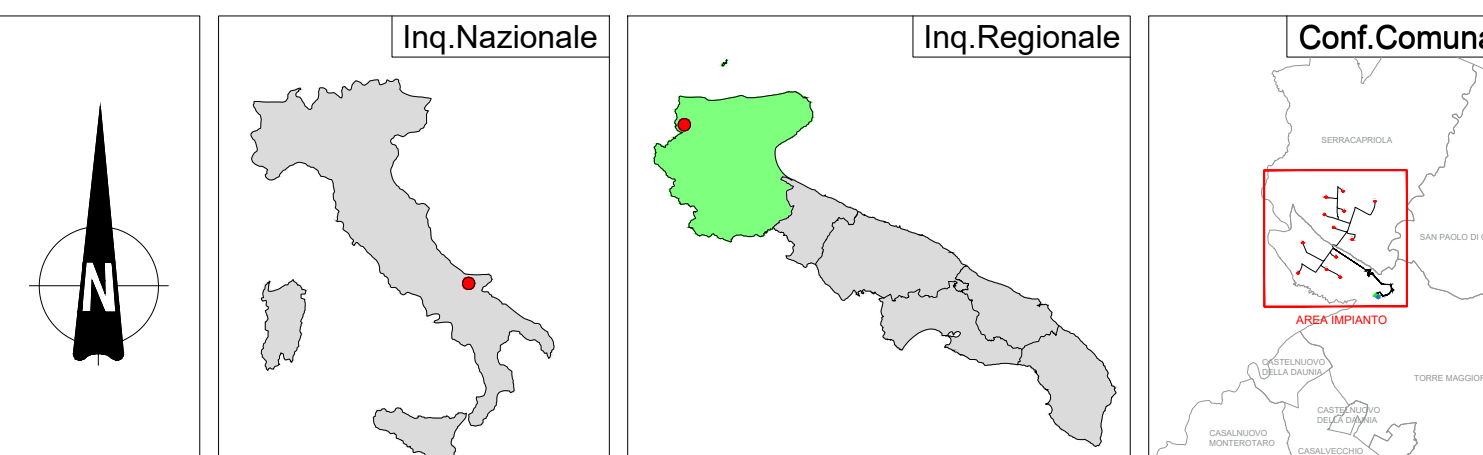 Inq.Nazionale
Inq.Regionale
Conf.Comuna
N
SERRACAPRIOLA
SAN PAOLO DI
AREA IMPIANTO
CASTELNUOVO
DELLA DAUNIA
TORRE MAGGIOR
CASTELNUOVO
DELLA DAUNIA
CASALNUOVO
MONTEROTARO
CASALVECCHIO